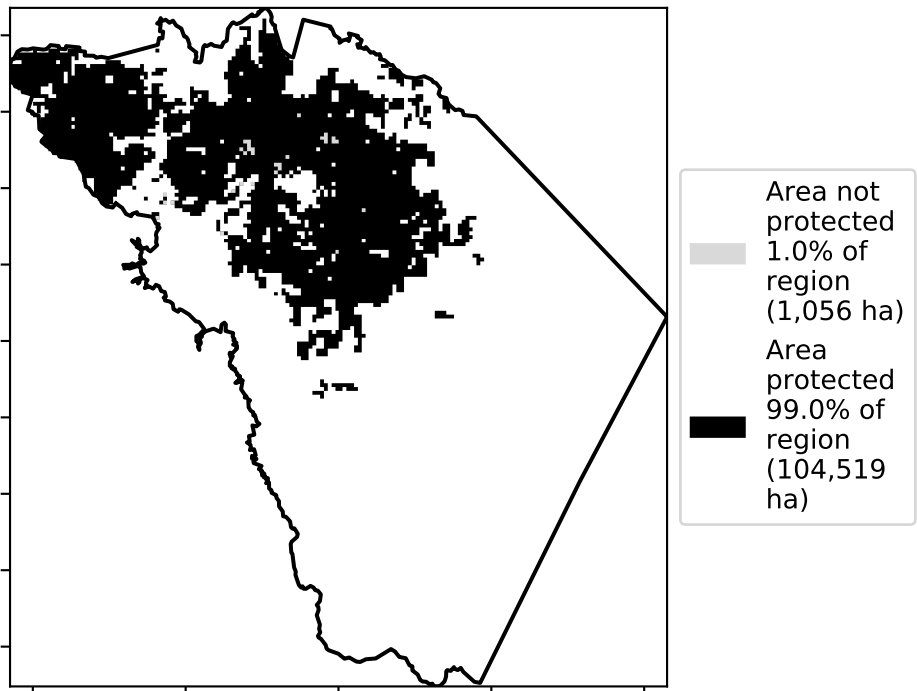 Area not
protected
1.0% of
region
(1,056 ha)
Area
protected
99.0% of
region
(104,519
ha)